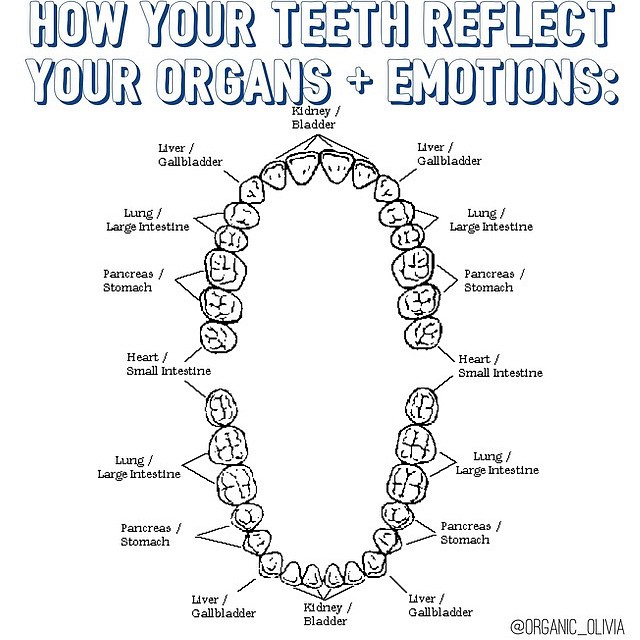 HOW YOUR TEETH REFLECT
YOUR ORGANS + EMOTIONS:
Kidney /
Bladder
Liver /
Gallbladder
Liver /
Gallbladder
Lung /
Large Intestine
Lung /
Large Intestine
Pancreas /
Stomach
Pancreas /
Stomach
Heart /
Small Intestine
Heart /
Small Intestine
Lung /
Large Intestine
Lung /
Large Intestine
Pancreas /
Stomach
Pancreas /
Stomach
Liver /
Gallbladder
Kidney /
Bladder
Liver /
Gallbladder
@ORGANIC_OLIVIA